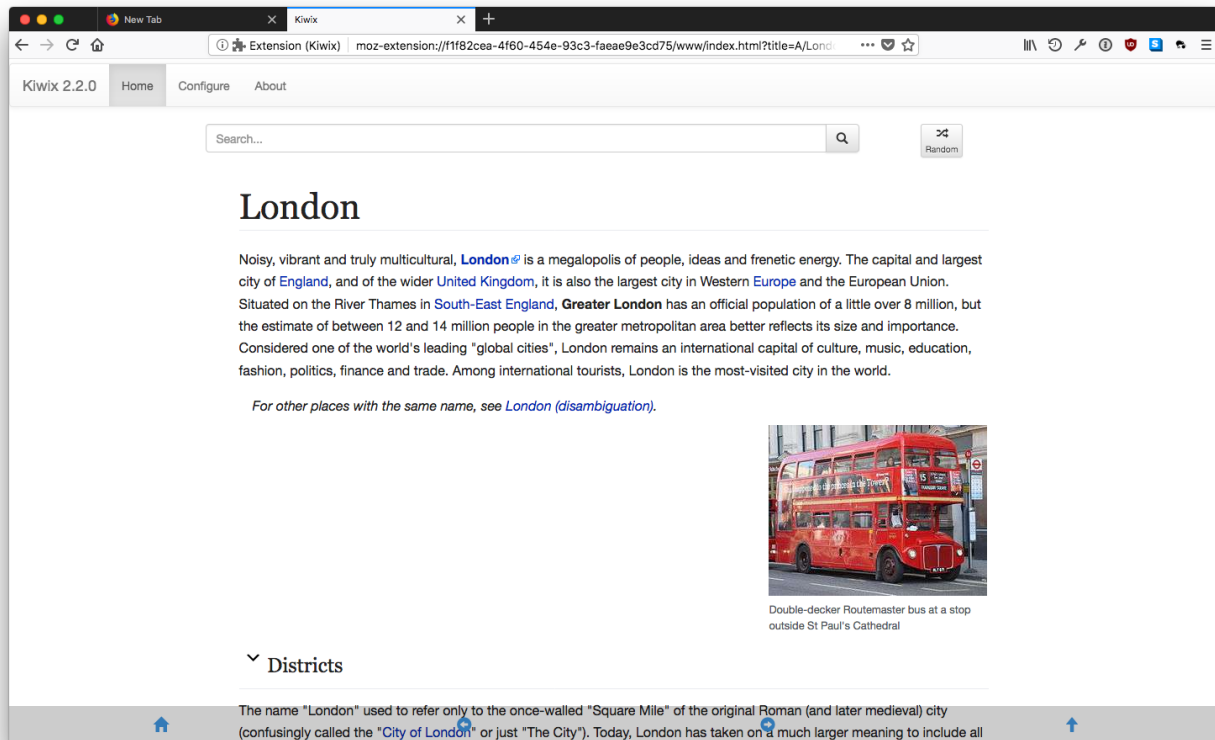 New Tab
Kiwix
Extension (Kiwix) moz-extension://f1f82cea-4f60-454e-93c3-faeae9e3cd75/www/index.html?title=A/Lond
Kiwix 2.2.0 Home Configure About
Search...
Random
London
Noisy, vibrant and truly multicultural, London is a megalopolis of people, ideas and frenetic energy. The capital and largest
city of England, and of the wider United Kingdom, it is also the largest city in Western Europe and the European Union.
Situated on the River Thames in South-East England, Greater London has an official population of a little over 8 million, but
the estimate of between 12 and 14 million people in the greater metropolitan area better reflects its size and importance.
Considered one of the world's leading "global cities", London remains an international capital of culture, music, education,
fashion, politics, finance and trade. Among international tourists, London is the most-visited city in the world.
For other places with the same name, see London (disambiguation).
15
Double-decker Routemaster bus at a stop
outside St Paul's Cathedral
Districts
The name "London" used to refer only to the once-walled "Square Mile" of the original Roman (and later medieval) city
(confusingly called the "City of London" or just "The City"). Today, London has taken on a much larger meaning to include all